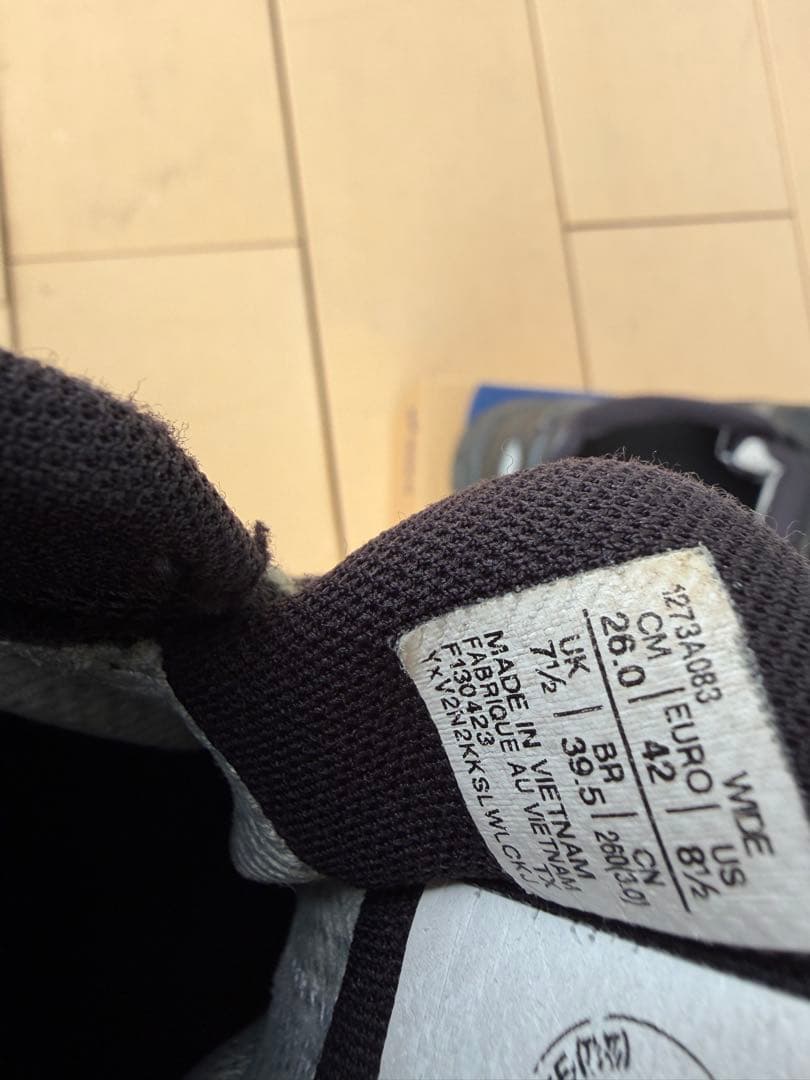 1273A083 WIDE
CM | EURO | US
26.0 | 42 | 8½
UK | BR | CN
7½ | 39.5 | 260(3.0)
MADE IN VIETNAM
FABRIQUE AU VIETNAM
F130423 TX
YxV2N2KKSLWLCKJ